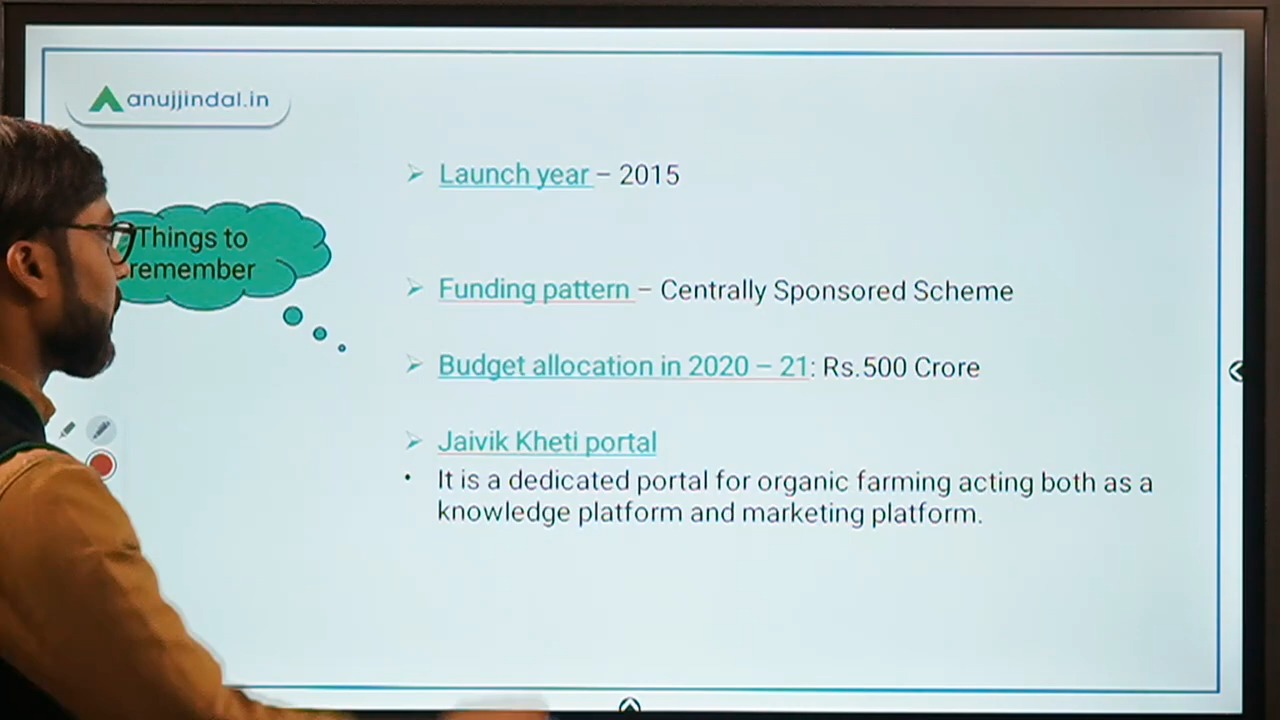 anujjindal.in
Things to
remember
Launch year – 2015
Funding pattern – Centrally Sponsored Scheme
Budget allocation in 2020 – 21: Rs.500 Crore
Jaivik Kheti portal
It is a dedicated portal for organic farming acting both as a
knowledge platform and marketing platform.